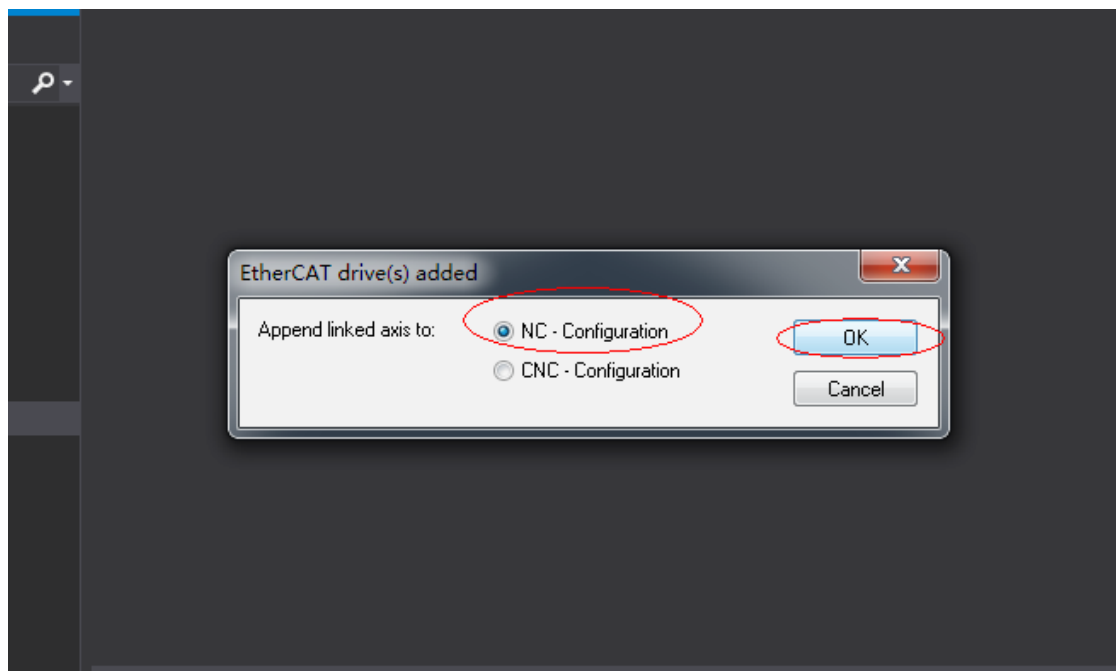 EtherCAT drive(s) added
Append linked axis to:
NC - Configuration
OK
CNC - Configuration
Cancel